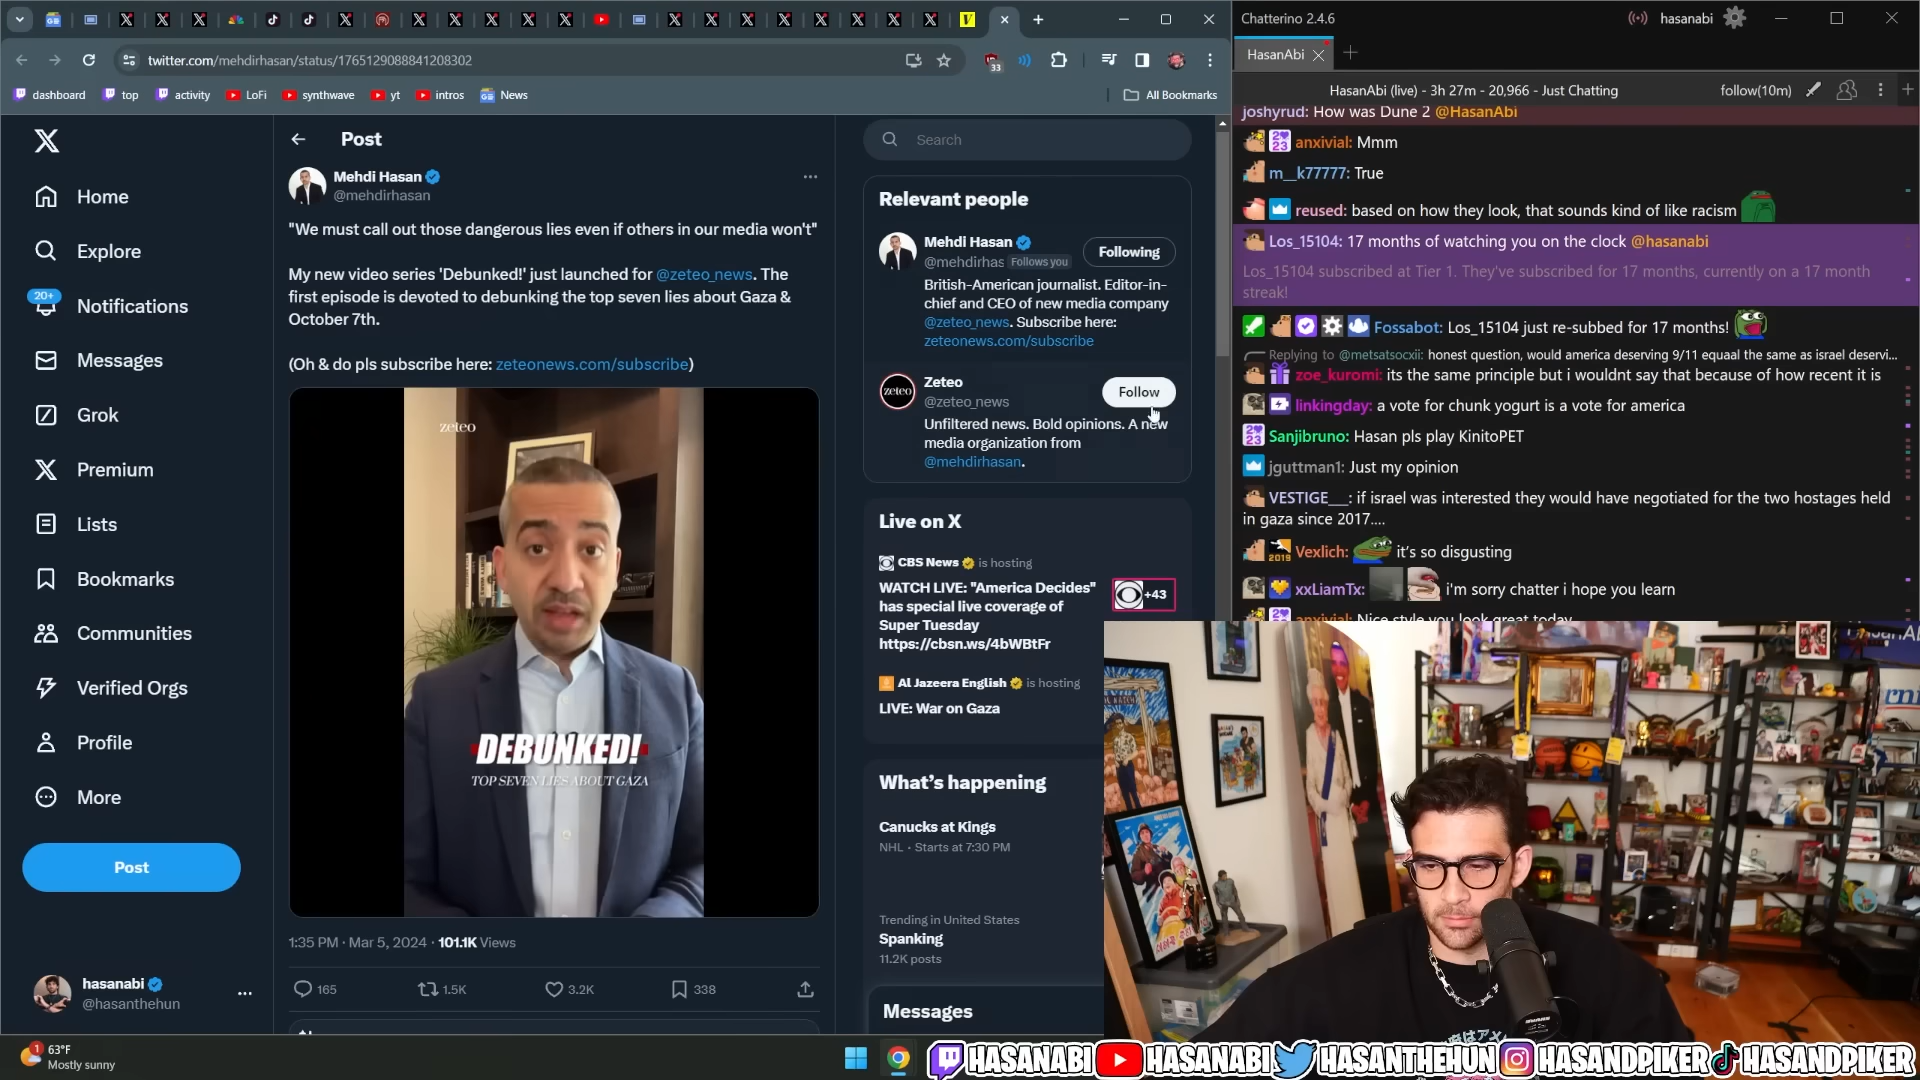 twitter.com/mehdirhasan/status/1765129088841208302
33
dashboard
top
activity
LoFi
synthwave
yt
intros
News
All Bookmarks
Home
Explore
20+
Notifications
Messages
Grok
Premium
Lists
Bookmarks
Communities
Verified Orgs
Profile
More
Post
hasanabi
@hasanthehun
Post
Mehdi Hasan
@mehdirhasan
"We must call out those dangerous lies even if others in our media won't"
My new video series 'Debunked!' just launched for @zeteo_news. The
first episode is devoted to debunking the top seven lies about Gaza &
October 7th.
(Oh & do pls subscribe here: zeteonews.com/subscribe)
zeteo
DEBUNKED!
TOP SEVEN LIES ABOUT GAZA
1:35 PM · Mar 5, 2024 · 101.1K Views
165
1.5K
3.2K
338
Search
Relevant people
Mehdi Hasan
@mehdirhas Follows you
Following
British-American journalist. Editor-in-
chief and CEO of new media company
@zeteo_news. Subscribe here:
zeteonews.com/subscribe
zeteo
Zeteo
@zeteo_news
Follow
Unfiltered news. Bold opinions. A new
media organization from
@mehdirhasan.
Live on X
CBS News is hosting
WATCH LIVE: "America Decides"
has special live coverage of
Super Tuesday
https://cbsn.ws/4bWBtFr
+43
Al Jazeera English is hosting
LIVE: War on Gaza
What's happening
Canucks at Kings
NHL · Starts at 7:30 PM
Trending in United States
Spanking
11.2K posts
Messages
Chatterino 2.4.6
hasanabi
HasanAbi
HasanAbi (live) - 3h 27m - 20,966 - Just Chatting
follow(10m)
joshyrud: How was Dune 2 @HasanAbi
anxivial: Mmm
m__k77777: True
reused: based on how they look, that sounds kind of like racism
Los_15104: 17 months of watching you on the clock @hasanabi
Los_15104 subscribed at Tier 1. They've subscribed for 17 months, currently on a 17 month
streak!
Fossabot: Los_15104 just re-subbed for 17 months!
Replying to @metsatsocxii: honest question, would america deserving 9/11 equaal the same as israel deservi...
zoe_kuromi: its the same principle but i wouldnt say that because of how recent it is
linkingday: a vote for chunk yogurt is a vote for america
Sanjibruno: Hasan pls play KinitoPET
jguttman1: Just my opinion
VESTIGE___: if israel was interested they would have negotiated for the two hostages held
in gaza since 2017....
Vexlich: it's so disgusting
xxLiamTx: i'm sorry chatter i hope you learn
anxivial: Nice style you look great today
1
63°F
Mostly sunny
HASANABI
HASANABI
HASANTHEHUN
HASANDPIKER
HASANDPIKER